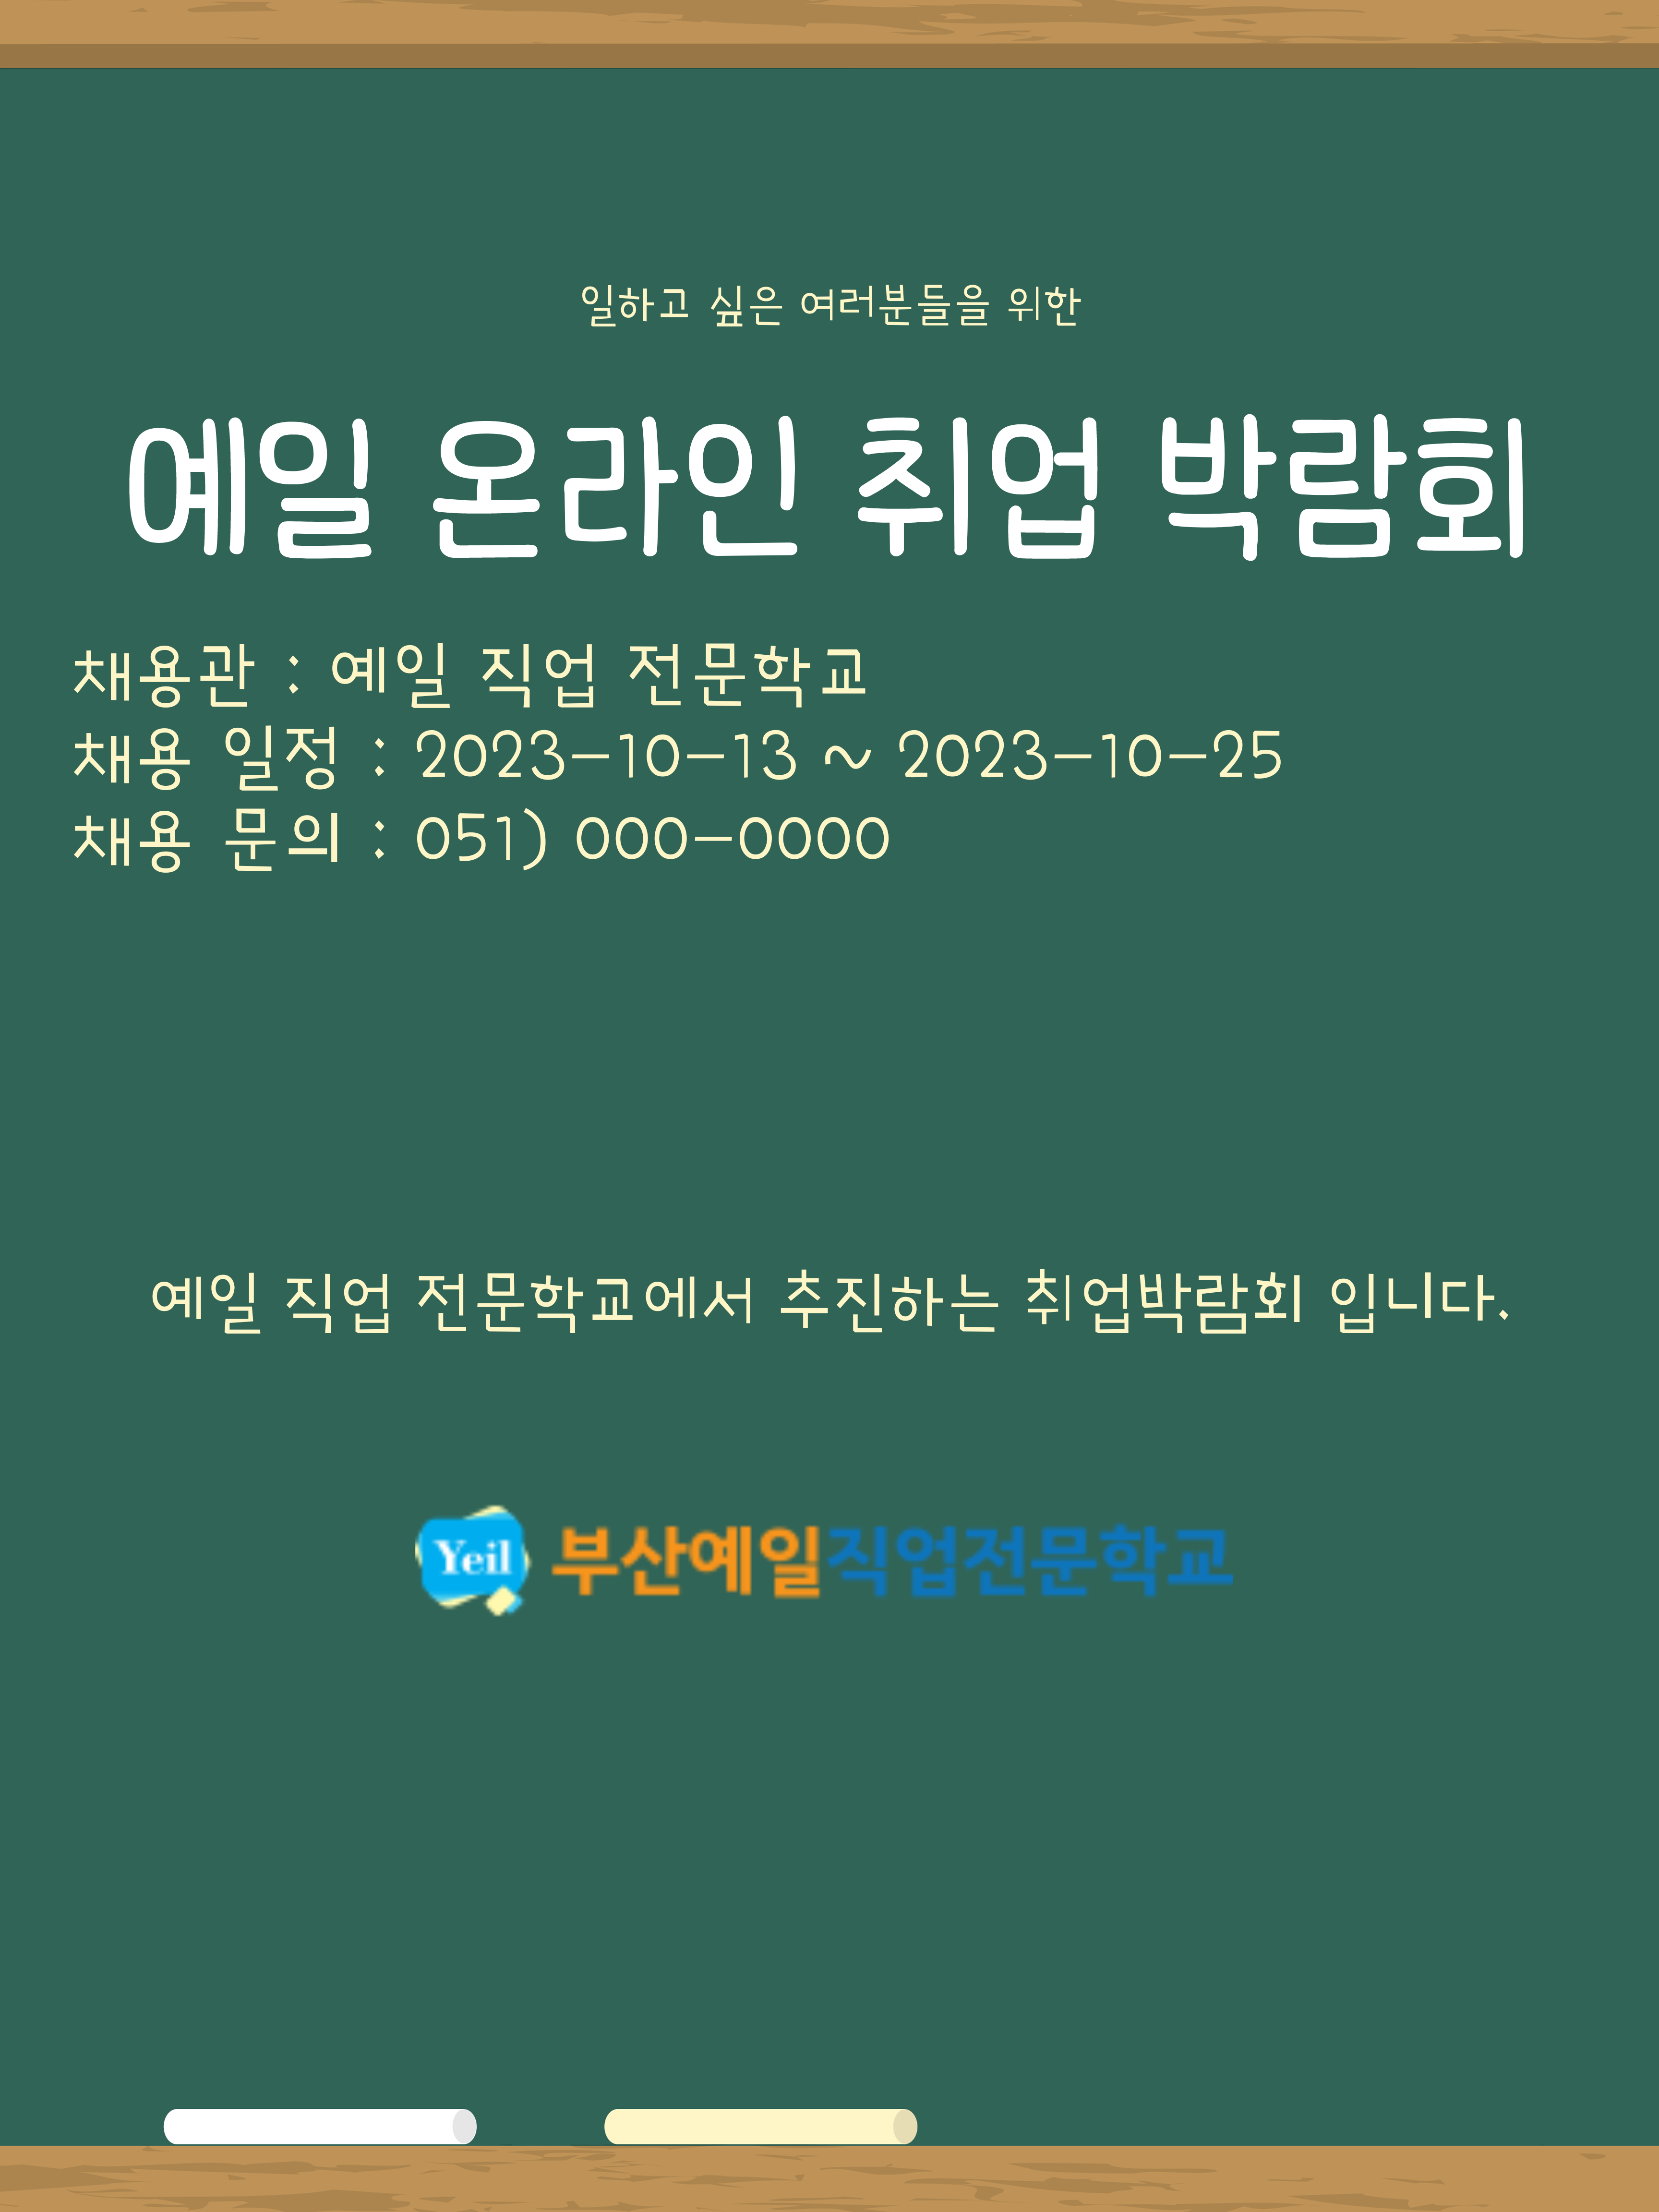 일하고 싶은 여러분들을 위한
예일 온라인 취업 박람회
채용관 : 예일 직업 전문학교
채용 일정 : 2023-10-13 ~ 2023-10-25
채용 문의 : 051) 000-0000
예일 직업 전문학교에서 추진하는 취업박람회 입니다.
Yeil 부산예일직업전문학교